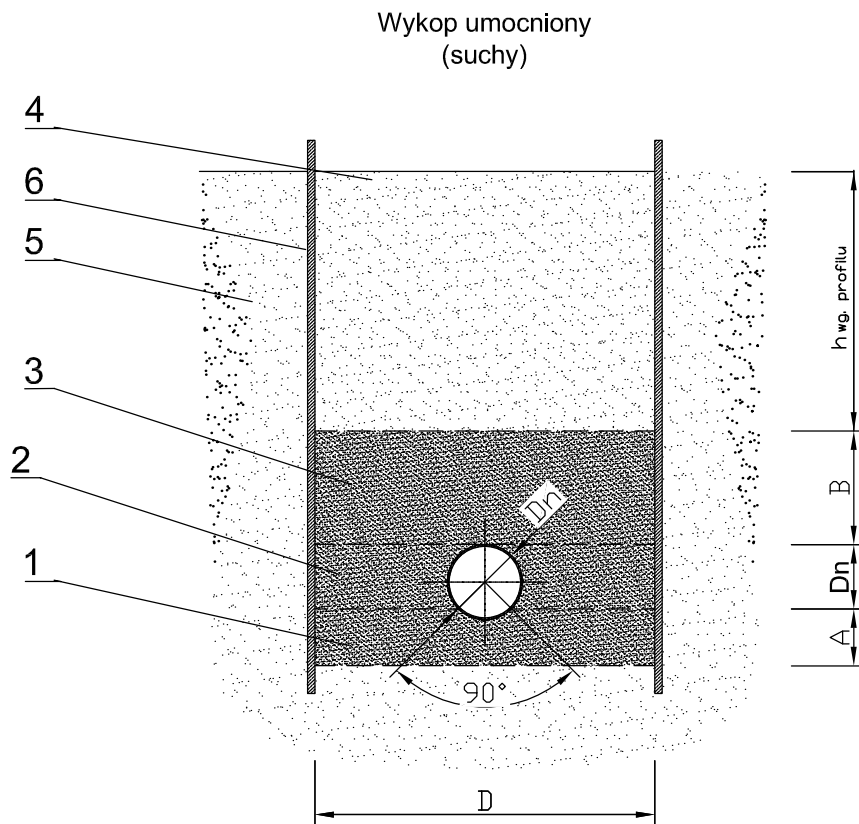 Wykop umocniony
(suchy)
4
6
5
3
2
1
Dn
90°
D
h wg. profilu
B
Dn
A